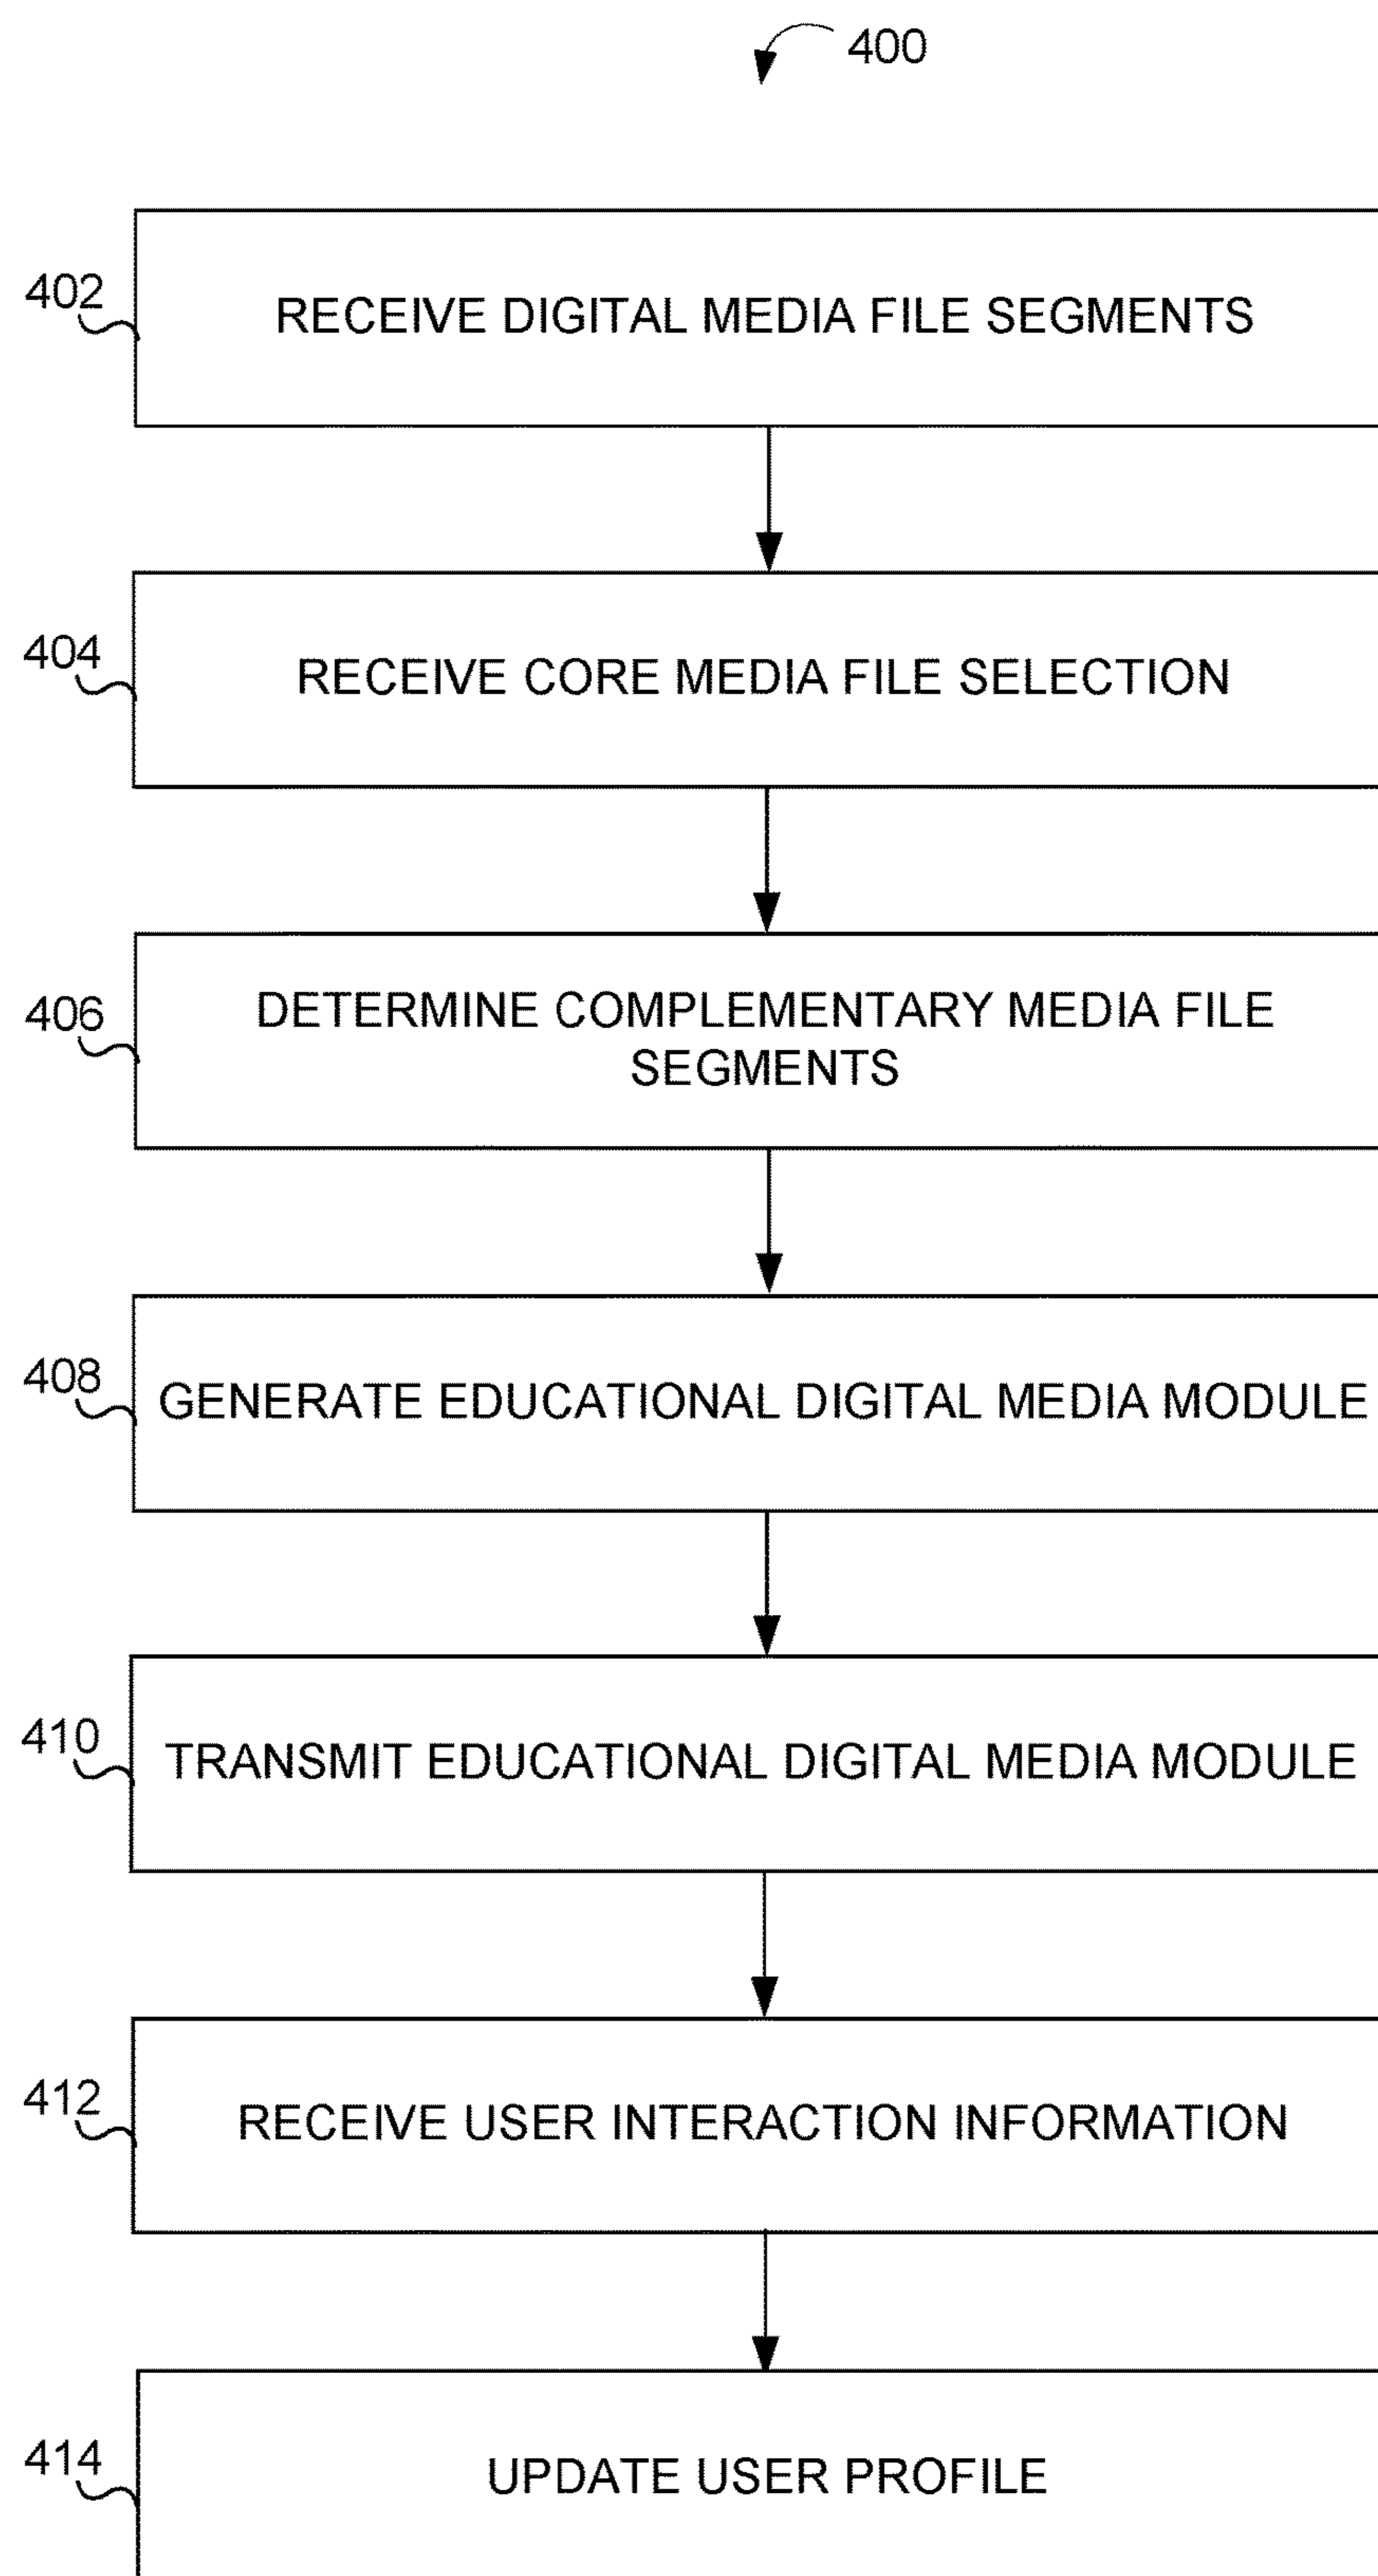 400
402
RECEIVE DIGITAL MEDIA FILE SEGMENTS
404
RECEIVE CORE MEDIA FILE SELECTION
406
DETERMINE COMPLEMENTARY MEDIA FILE
SEGMENTS
408
GENERATE EDUCATIONAL DIGITAL MEDIA MODULE
410
TRANSMIT EDUCATIONAL DIGITAL MEDIA MODULE
412
RECEIVE USER INTERACTION INFORMATION
414
UPDATE USER PROFILE